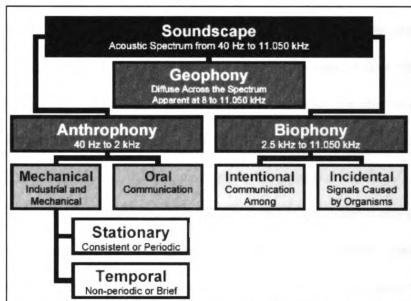 Soundscape
Acoustic Spectrum from 40 Hz to 11.050 kHz
Geophony
Diffuse Across the Spectrum
Apparent at 8 to 11.050 kHz
Anthrophony
40 Hz to 2 kHz
Biophony
2.5 kHz to 11.050 kHz
Mechanical
Industrial and
Mechanical
Oral
Communication
Intentional
Communication
Among
Incidental
Signals Caused
by Organisms
Stationary
Consistent or Periodic
Temporal
Non-periodic or Brief